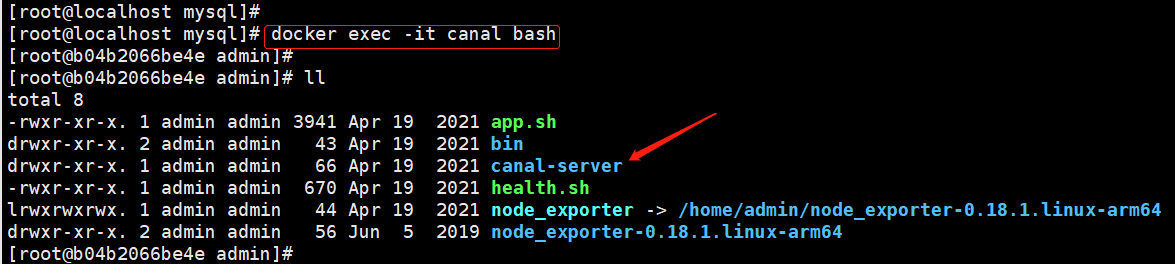 [root@localhost mysql]#
[root@localhost mysql]# docker exec -it canal bash
[root@b04b2066be4e admin]#
[root@b04b2066be4e admin]# ll
total 8
-rwxr-xr-x. 1 admin admin 3941 Apr 19  2021 app.sh
drwxr-xr-x. 2 admin admin   43 Apr 19  2021 bin
drwxr-xr-x. 1 admin admin   66 Apr 19  2021 canal-server
-rwxr-xr-x. 1 admin admin  670 Apr 19  2021 health.sh
lrwxrwxrwx. 1 admin admin   44 Apr 19  2021 node_exporter -> /home/admin/node_exporter-0.18.1.linux-arm64
drwxr-xr-x. 2 admin admin   56 Jun  5  2019 node_exporter-0.18.1.linux-arm64
[root@b04b2066be4e admin]#